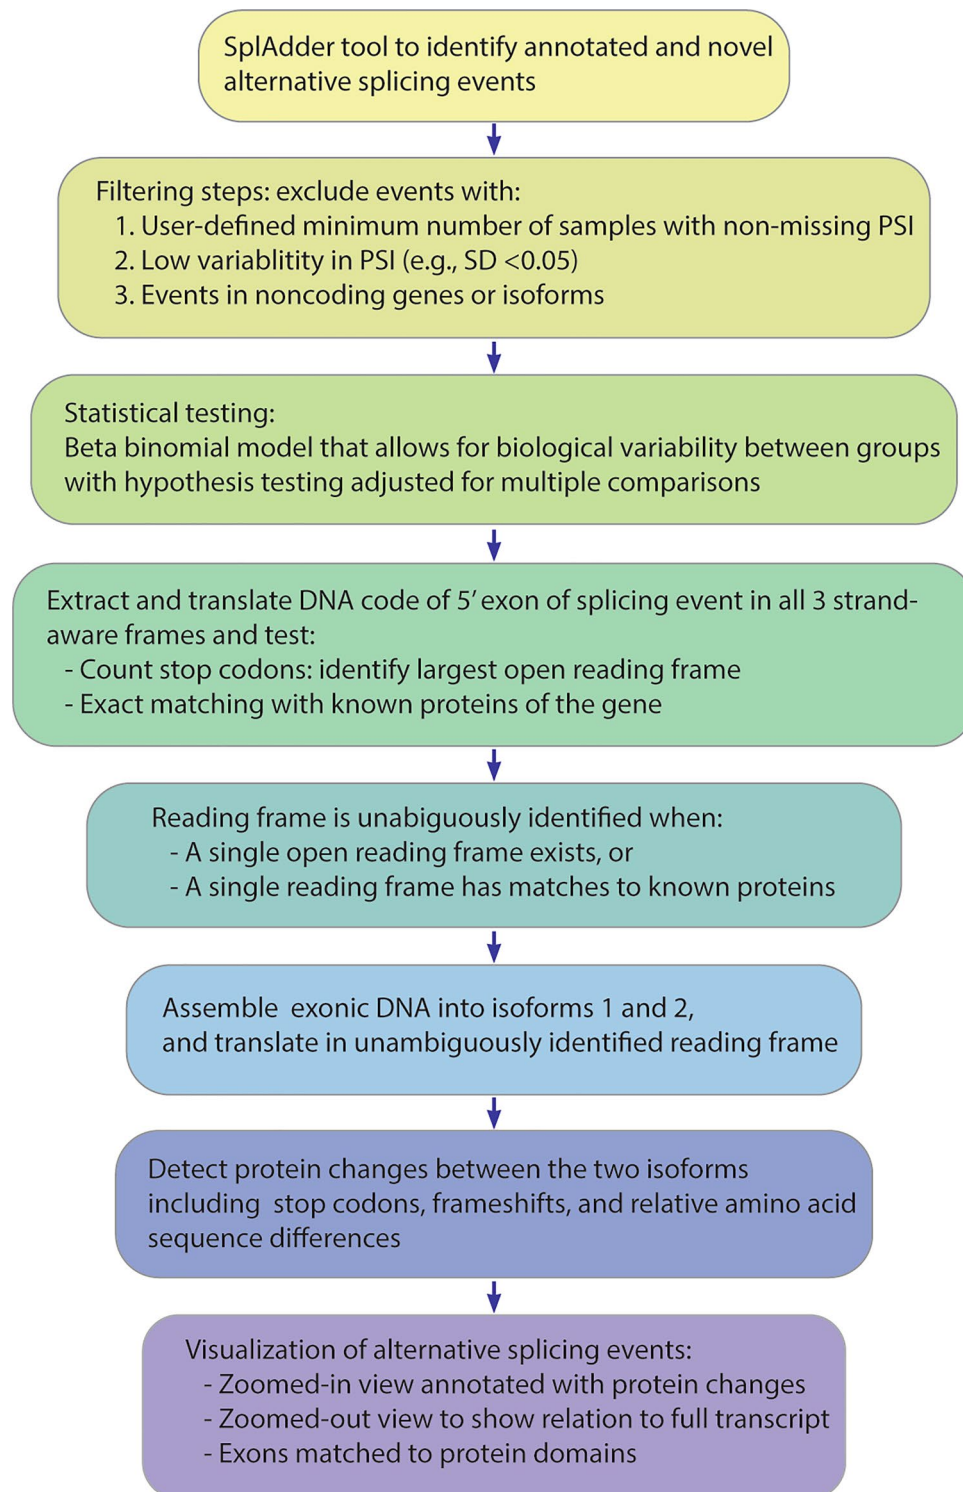 SplAdder tool to identify annotated and novel
alternative splicing events
Filtering steps: exclude events with:
1. User-defined minimum number of samples with non-missing PSI
2. Low variablitity in PSI (e.g., SD <0.05)
3. Events in noncoding genes or isoforms
Statistical testing:
Beta binomial model that allows for biological variability between groups
with hypothesis testing adjusted for multiple comparisons
Extract and translate DNA code of 5’ exon of splicing event in all 3 strand-
aware frames and test:
- Count stop codons: identify largest open reading frame
- Exact matching with known proteins of the gene
Reading frame is unabiguously identified when:
- A single open reading frame exists, or
- A single reading frame has matches to known proteins
Assemble exonic DNA into isoforms 1 and 2,
and translate in unambiguously identified reading frame
Detect protein changes between the two isoforms
including stop codons, frameshifts, and relative amino acid
sequence differences
Visualization of alternative splicing events:
- Zoomed-in view annotated with protein changes
- Zoomed-out view to show relation to full transcript
- Exons matched to protein domains